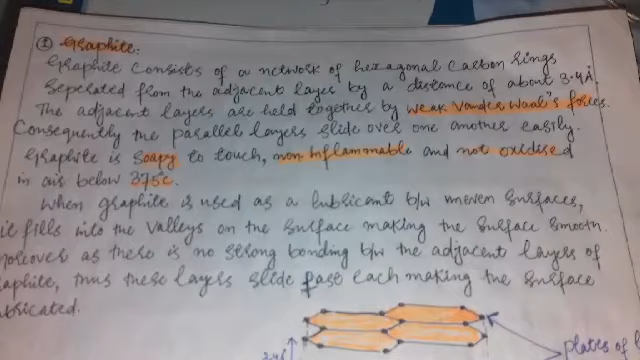 ① Graphite:
Graphite consists of a network of hexagonal carbon rings
seperated from the adjacent layer by a distance of about 3.4Å.
The adjacent layers are held together by weak Vander Waal's forces.
Consequently the parallel layers slide over one another easily.
Graphite is soapy to touch, non inflammable and not oxidised
in air below 375°c.
When graphite is used as a lubricant b/w uneven surfaces,
it fills into the valleys on the surface making the surface smooth.
Moreover as there is no strong bonding b/w the adjacent layers of
graphite, thus these layers slide past each making the surface
lubricated.
plates of